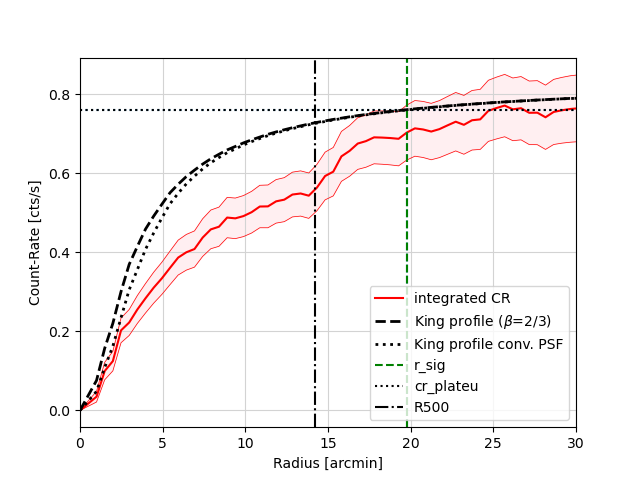 0.8
0.6
0.4
0.2
0.0
Count-Rate [cts/s]
integrated CR
King profile (β=2/3)
King profile conv. PSF
r_sig
cr_plateu
R500
0 5 10 15 20 25 30
Radius [arcmin]